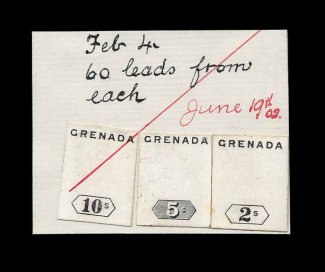 Feb 4.
60 leads from
each
June 19th 02.
GRENADA GRENADA GRENADA
10s 5s 2s